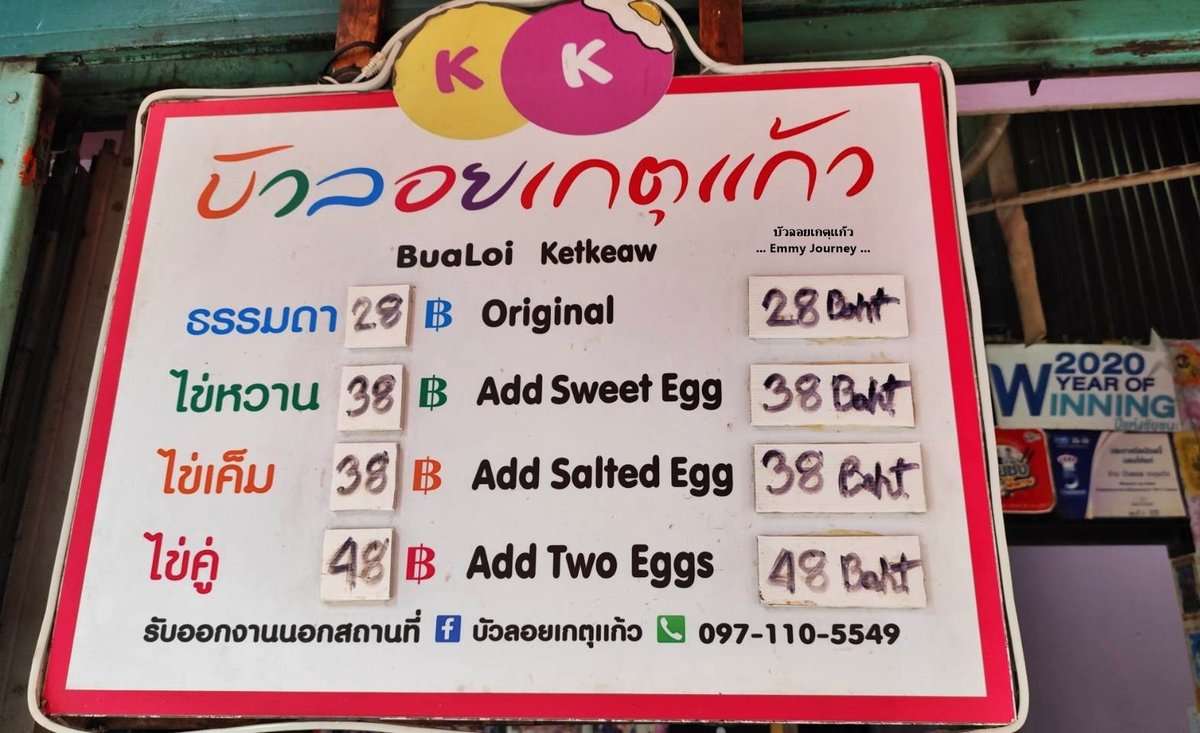 K K
บัวลอยเกตุแก้ว
BuaLoi Ketkeaw
บัวลอยเกตุแก้ว
... Emmy Journey ...
ธรรมดา 28 ฿ Original 28 Baht
ไข่หวาน 38 ฿ Add Sweet Egg 38 Baht
ไข่เค็ม 38 ฿ Add Salted Egg 38 Baht
ไข่คู่ 48 ฿ Add Two Eggs 48 Baht
รับออกงานนอกสถานที่ f บัวลอยเกตุแก้ว 097-110-5549
W 2020
YEAR OF
INNING